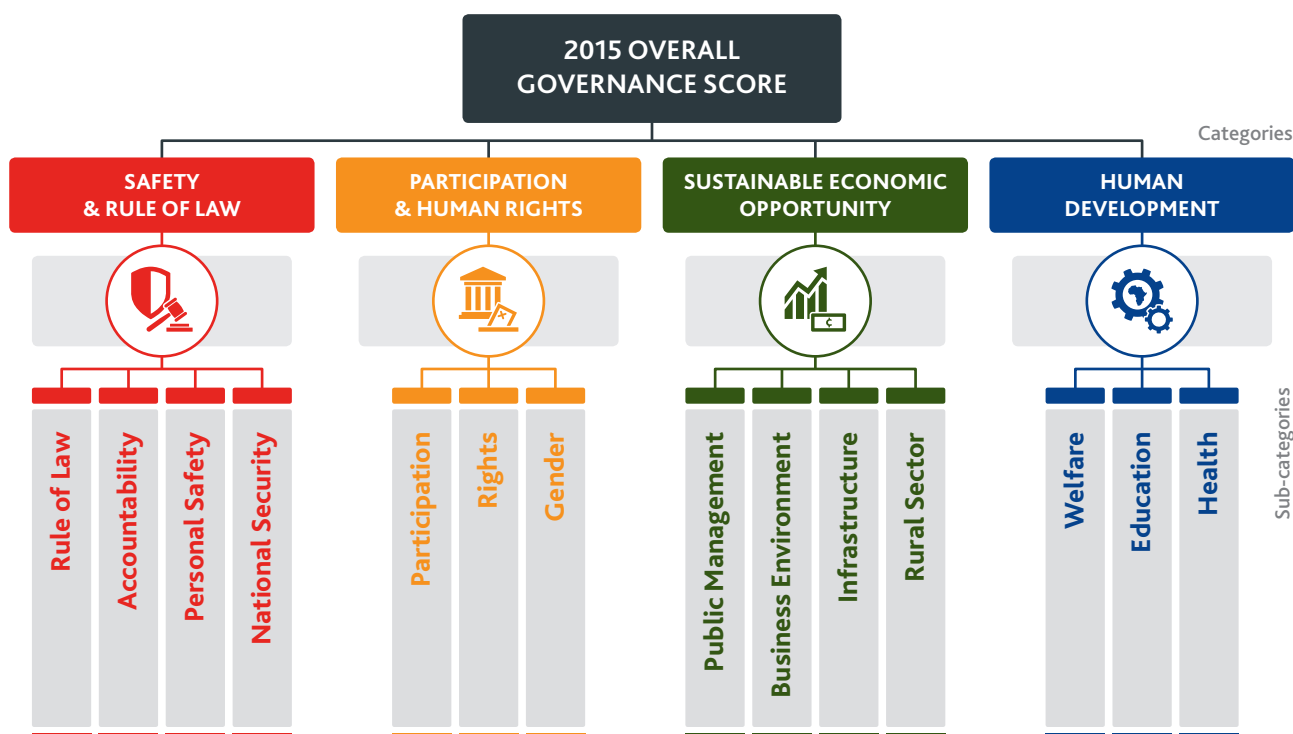 2015 OVERALL
GOVERNANCE SCORE
Categories
SAFETY
& RULE OF LAW
PARTICIPATION
& HUMAN RIGHTS
SUSTAINABLE ECONOMIC
OPPORTUNITY
HUMAN
DEVELOPMENT
¢
Rule of Law
Accountability
Personal Safety
National Security
Participation
Rights
Gender
Public Management
Business Environment
Infrastructure
Rural Sector
Welfare
Education
Health
Sub-categories